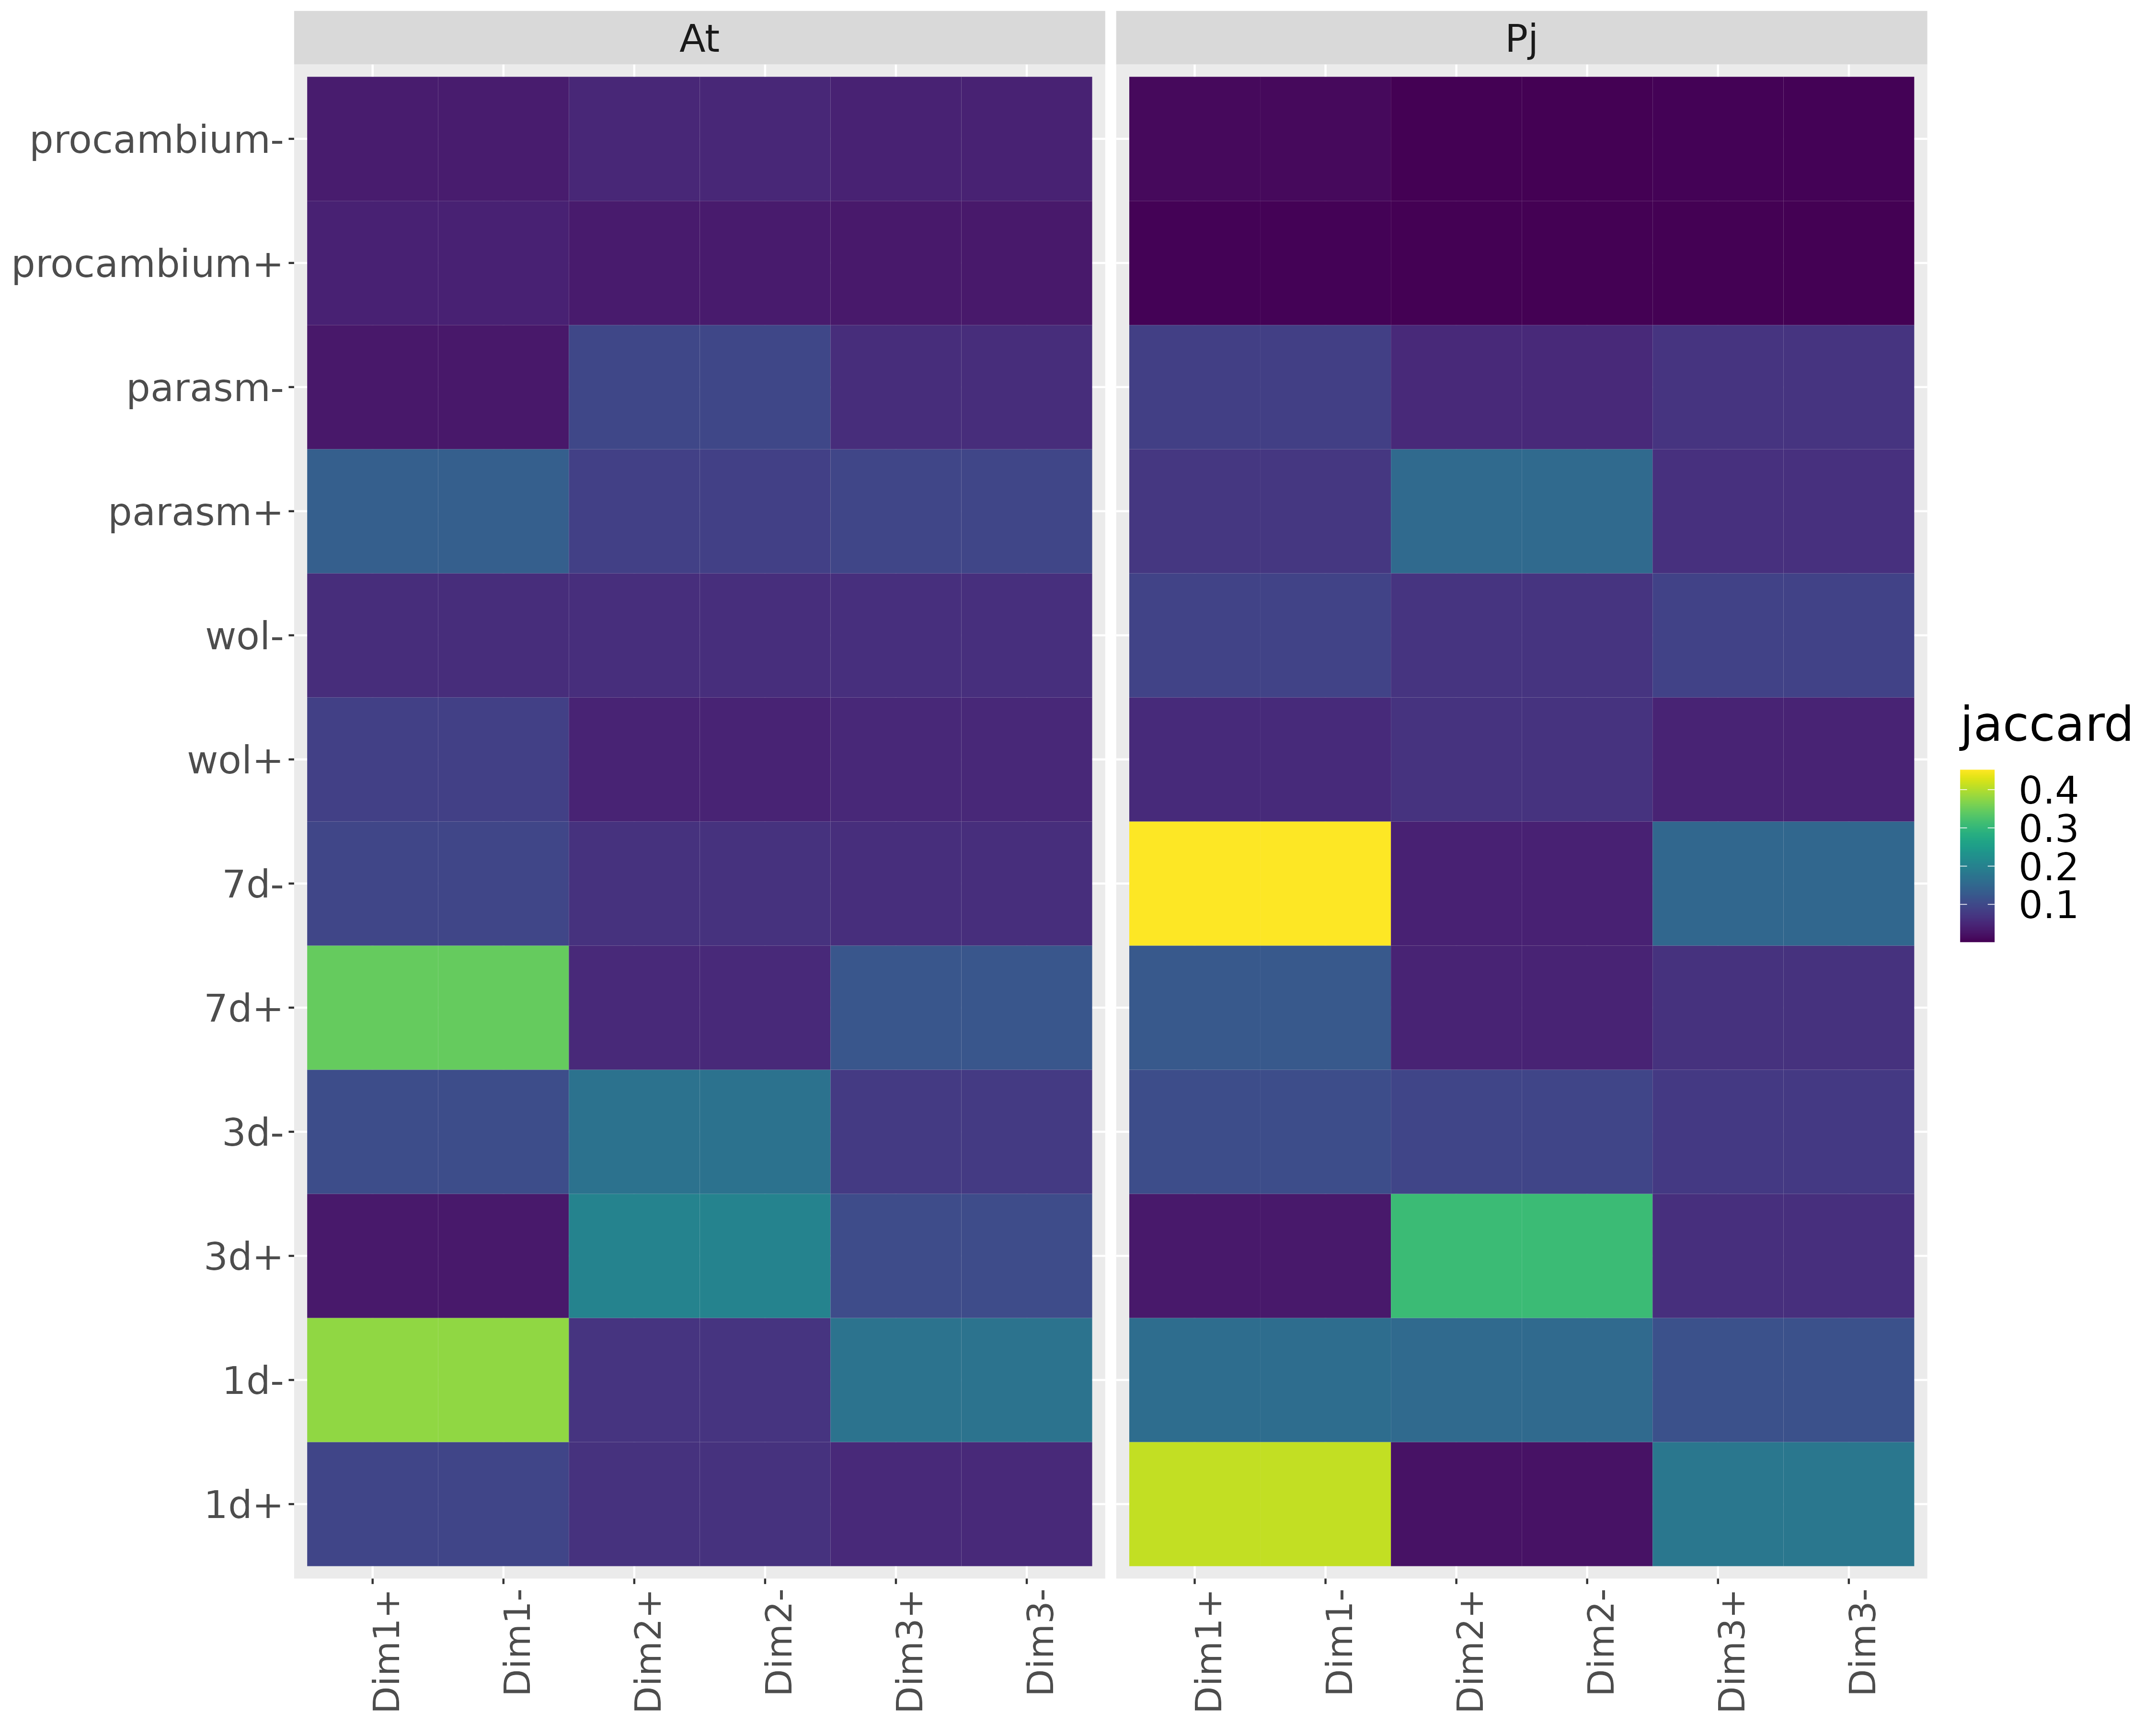 At
Pj
procambium-
procambium+
parasm-
parasm+
wol-
wol+
7d-
7d+
3d-
3d+
1d-
1d+
jaccard
0.4
0.3
0.2
0.1
Dim1+
Dim1-
Dim2+
Dim2-
Dim3+
Dim3-
Dim1+
Dim1-
Dim2+
Dim2-
Dim3+
Dim3-